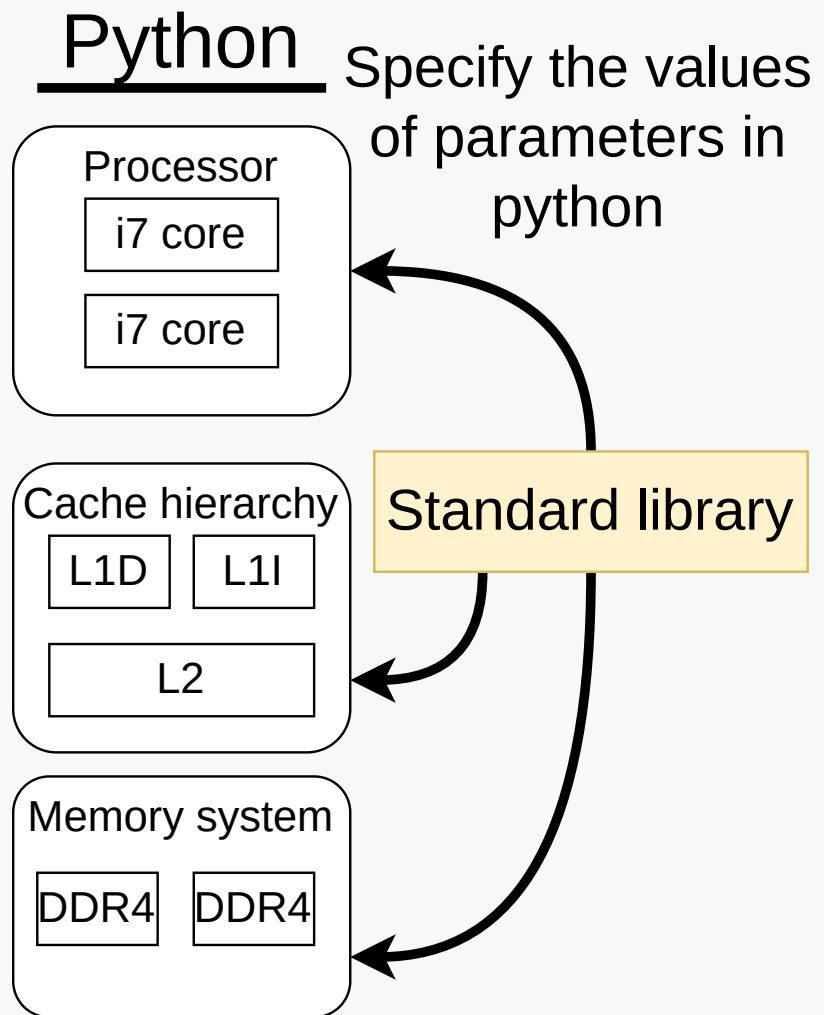 Python
Specify the values
of parameters in
python
Processor
i7 core
i7 core
Cache hierarchy
L1D L1I
L2
Standard library
Memory system
DDR4 DDR4